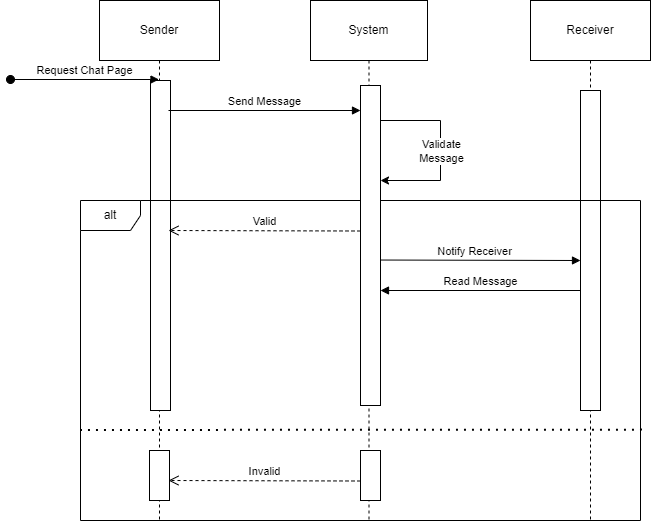 Sender
System
Receiver
Request Chat Page
Send Message
Validate
Message
alt
Valid
Notify Receiver
Read Message
Invalid